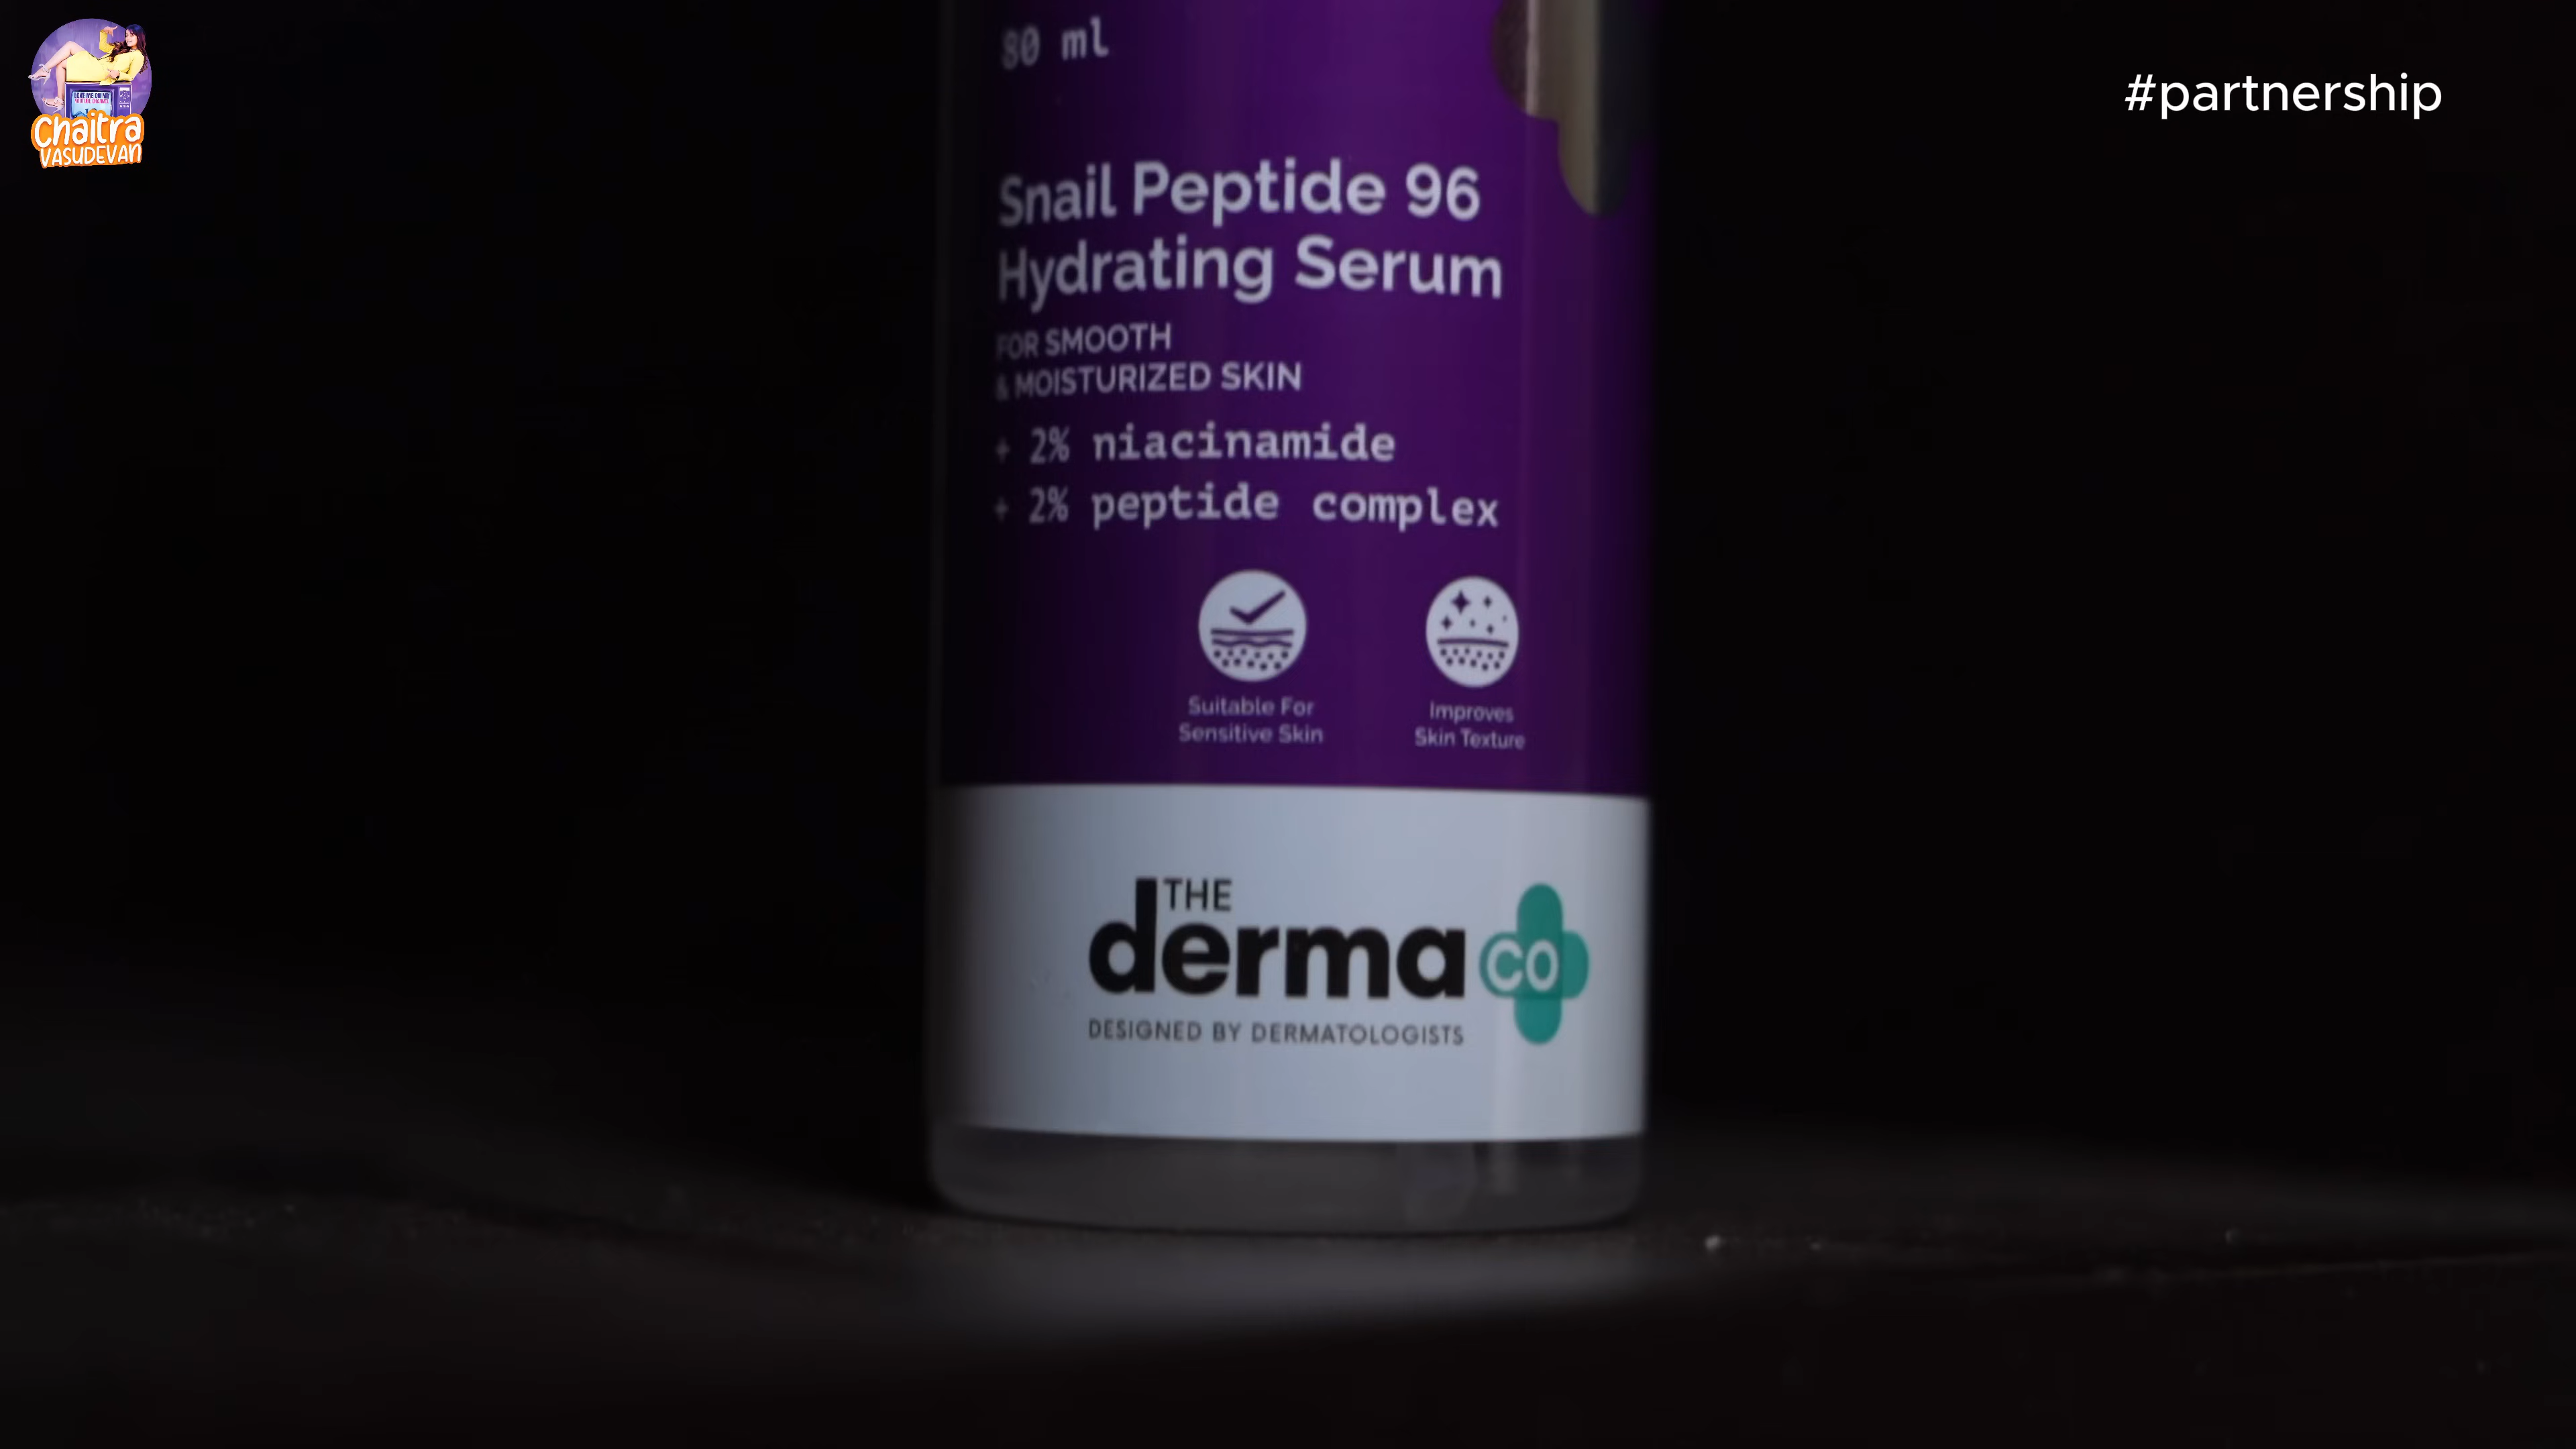 Chaitra
VASUDEVAN
#partnership
80 ml
Snail Peptide 96
Hydrating Serum
FOR SMOOTH
& MOISTURIZED SKIN
+ 2% niacinamide
+ 2% peptide complex
Suitable For
Sensitive Skin
Improves
Skin Texture
THE
derma co
DESIGNED BY DERMATOLOGISTS